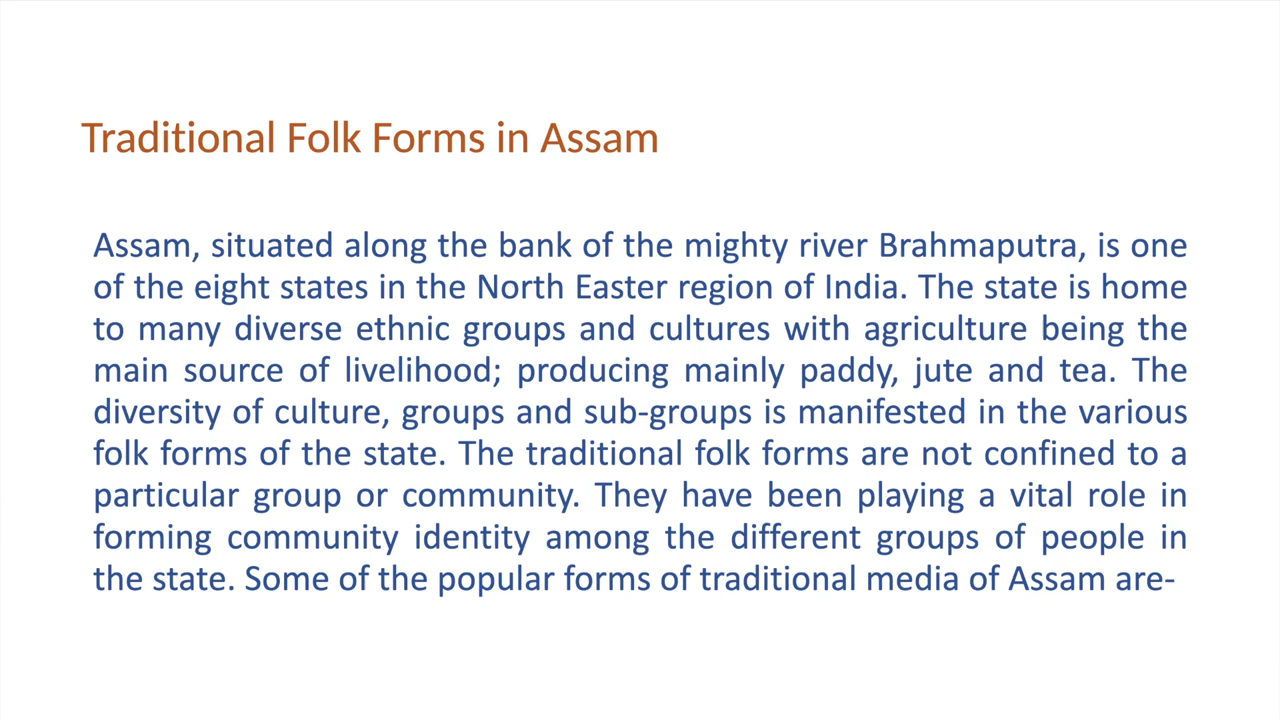 Traditional Folk Forms in Assam
Assam, situated along the bank of the mighty river Brahmaputra, is one
of the eight states in the North Easter region of India. The state is home
to many diverse ethnic groups and cultures with agriculture being the
main source of livelihood; producing mainly paddy, jute and tea. The
diversity of culture, groups and sub-groups is manifested in the various
folk forms of the state. The traditional folk forms are not confined to a
particular group or community. They have been playing a vital role in
forming community identity among the different groups of people in
the state. Some of the popular forms of traditional media of Assam are-